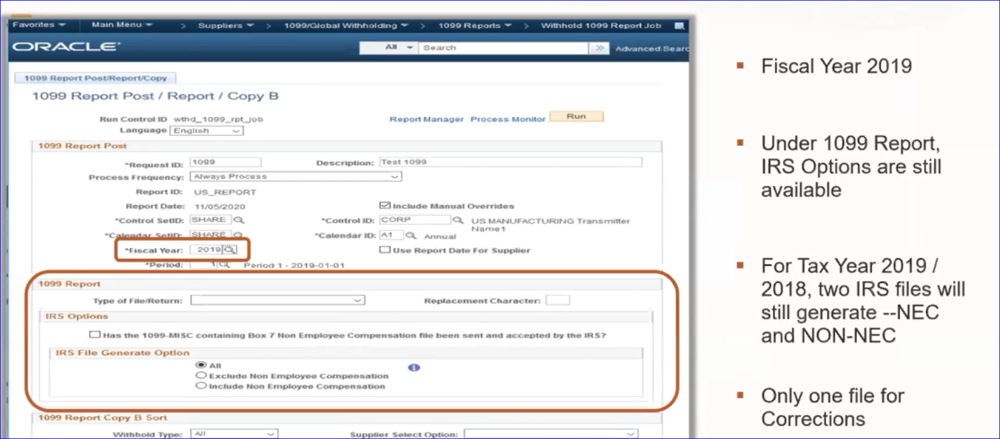 Favorites Main Menu > Suppliers > 1099/Global Withholding > 1099 Reports > Withhold 1099 Report Job
ORACLE All Search >> Advanced Searc
1099 Report Post/Report/Copy
1099 Report Post / Report / Copy B
Run Control ID wthd_1099_rpt_job Report Manager Process Monitor Run
Language English
1099 Report Post
*Request ID: 1099 Description: Test 1099
Process Frequency: Always Process
Report ID: US_REPORT
Report Date: 11/05/2020 Include Manual Overrides
*Control SetID: SHARE *Control ID: CORP US MANUFACTURING Transmitter
Name1
*Calendar SetID: SHARE *Calendar ID: A1 Annual
*Fiscal Year: 2019 Use Report Date For Supplier
*Period: 1 Period 1 - 2019-01-01
1099 Report
Type of File/Return: Replacement Character:
IRS Options
Has the 1099-MISC containing Box 7 Non Employee Compensation file been sent and accepted by the IRS?
IRS File Generate Option
All
Exclude Non Employee Compensation
Include Non Employee Compensation
1099 Report Copy B Sort
Withhold Type: All Supplier Select Option:
▪ Fiscal Year 2019
▪ Under 1099 Report,
IRS Options are still
available
▪ For Tax Year 2019 /
2018, two IRS files will
still generate --NEC
and NON-NEC
▪ Only one file for
Corrections